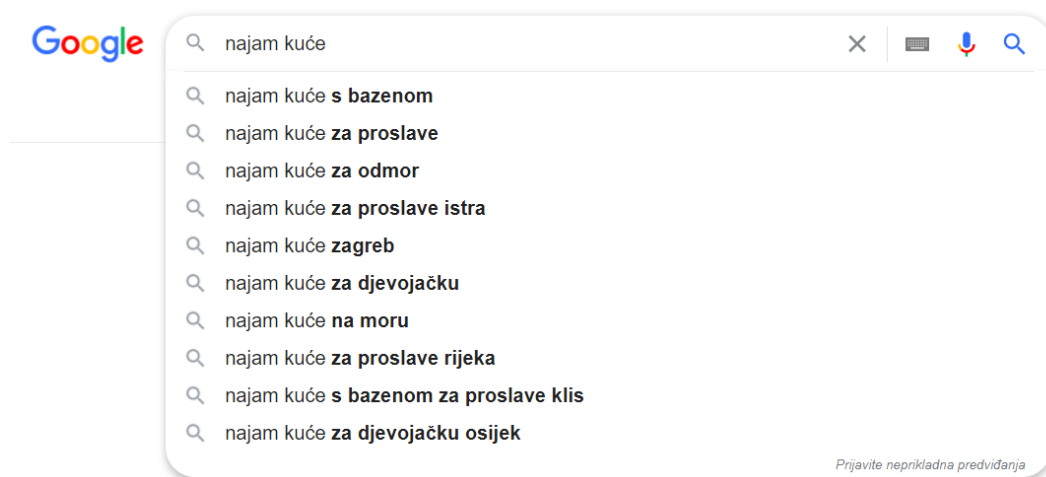 Google
najam kuće
najam kuće s bazenom
najam kuće za proslave
najam kuće za odmor
najam kuće za proslave istra
najam kuće zagreb
najam kuće za djevojačku
najam kuće na moru
najam kuće za proslave rijeka
najam kuće s bazenom za proslave klis
najam kuće za djevojačku osijek
Prijavite neprikladna predviđanja